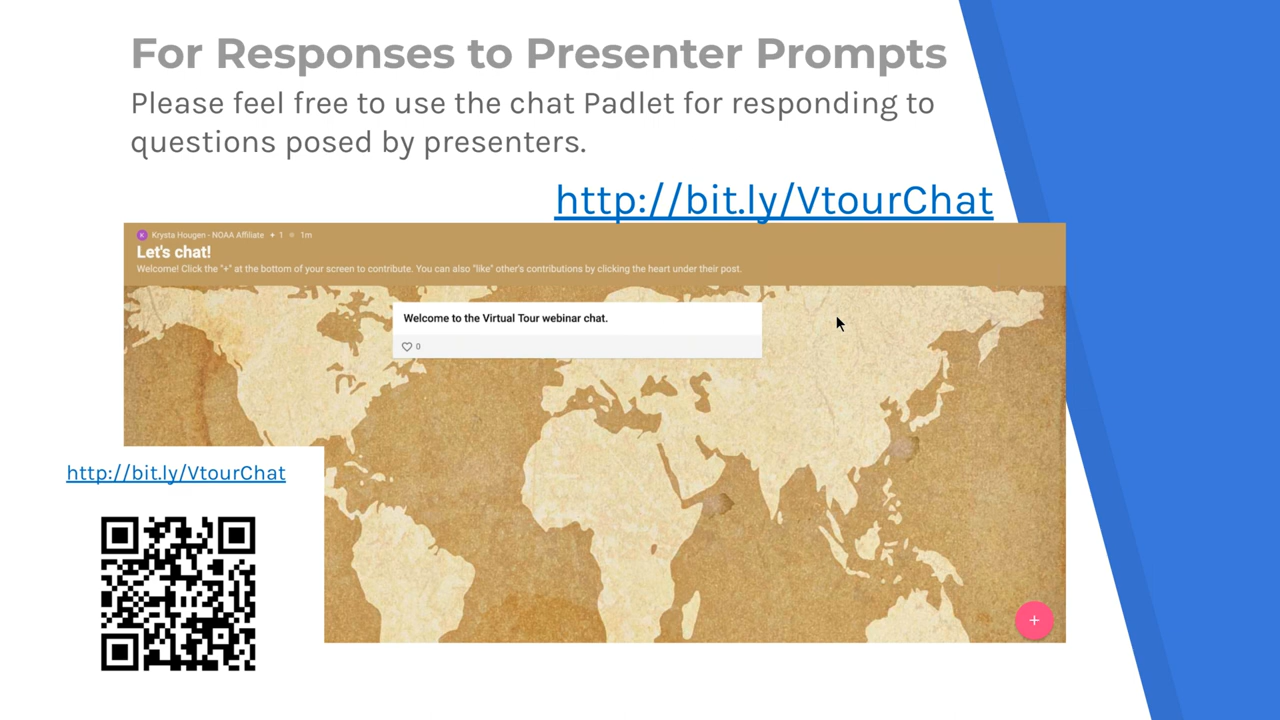 For Responses to Presenter Prompts
Please feel free to use the chat Padlet for responding to
questions posed by presenters.
http://bit.ly/VtourChat
K Krysta Hougen - NOAA Affiliate + 1 1m
Let's chat!
Welcome! Click the "+" at the bottom of your screen to contribute. You can also "like" other's contributions by clicking the heart under their post.
Welcome to the Virtual Tour webinar chat.
0
http://bit.ly/VtourChat
+